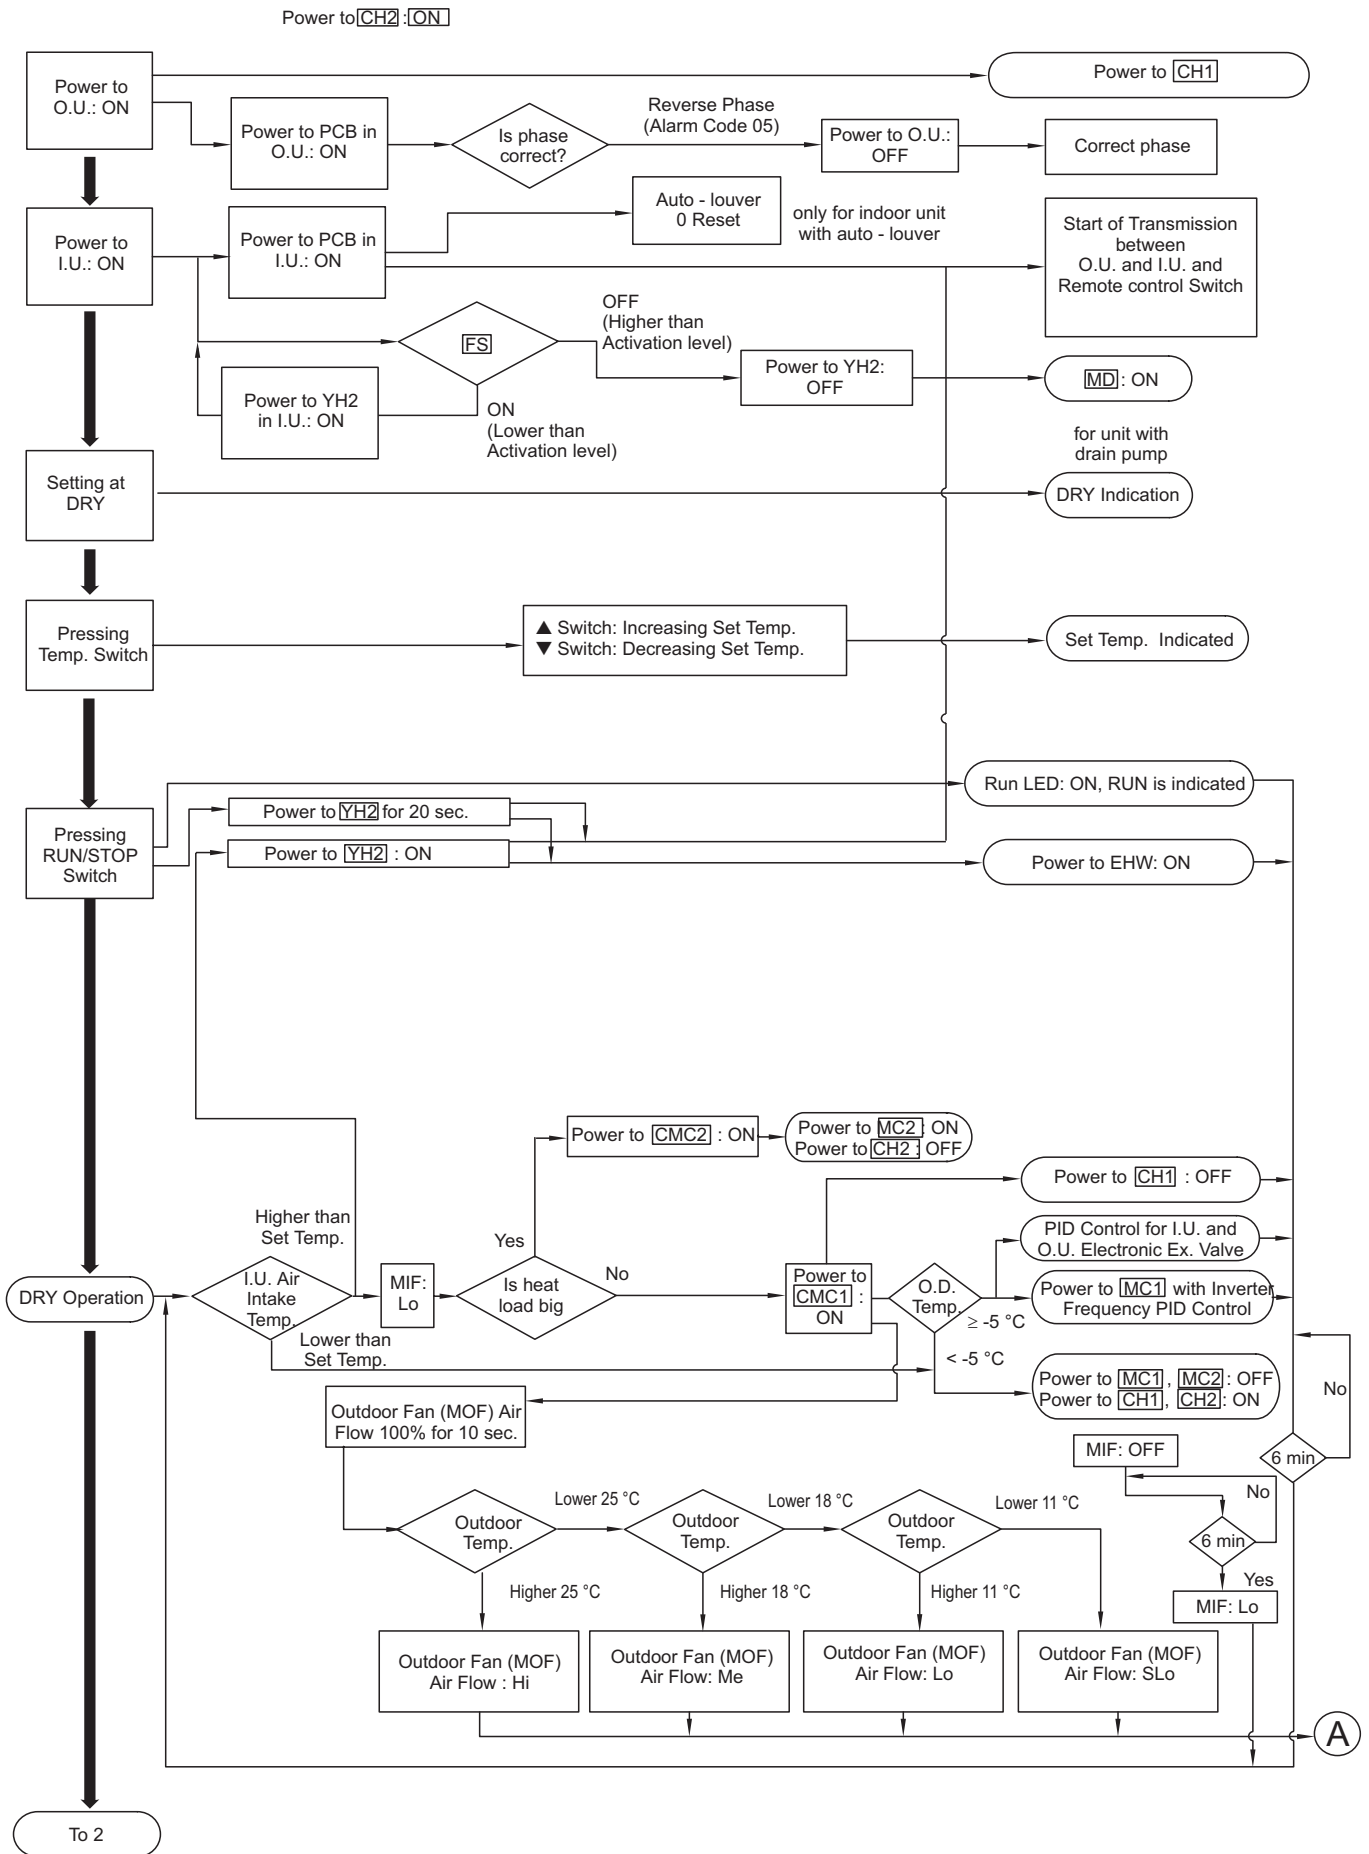 Power to CH2 : ON
Power to
O.U.: ON
Power to CH1
Power to PCB in
O.U.: ON
Is phase
correct?
Reverse Phase
(Alarm Code 05)
Power to O.U.:
OFF
Correct phase
Power to
I.U.: ON
Power to PCB in
I.U.: ON
Auto - louver
0 Reset
only for indoor unit
with auto - louver
Start of Transmission
between
O.U. and I.U. and
Remote control Switch
FS
OFF
(Higher than
Activation level)
Power to YH2:
OFF
MD : ON
Power to YH2
in I.U.: ON
ON
(Lower than
Activation level)
for unit with
drain pump
Setting at
DRY
DRY Indication
Pressing
Temp. Switch
▲ Switch: Increasing Set Temp.
▼ Switch: Decreasing Set Temp.
Set Temp. Indicated
Pressing
RUN/STOP
Switch
Run LED: ON, RUN is indicated
Power to YH2 for 20 sec.
Power to YH2 : ON
Power to EHW: ON
Power to CMC2 : ON
Power to MC2 : ON
Power to CH2 : OFF
Power to CH1 : OFF
Higher than
Set Temp.
Yes
PID Control for I.U. and
O.U. Electronic Ex. Valve
DRY Operation
I.U. Air
Intake
Temp.
MIF:
Lo
Is heat
load big
No
Power to
CMC1 :
ON
O.D.
Temp.
≥ -5 °C
Power to MC1 with Inverter
Frequency PID Control
Lower than
Set Temp.
< -5 °C
Power to MC1 , MC2 : OFF
Power to CH1 , CH2 : ON
No
Outdoor Fan (MOF) Air
Flow 100% for 10 sec.
MIF: OFF
6 min
No
Outdoor
Temp.
Lower 25 °C
Outdoor
Temp.
Lower 18 °C
Outdoor
Temp.
Lower 11 °C
6 min
Higher 25 °C
Higher 18 °C
Higher 11 °C
Yes
MIF: Lo
Outdoor Fan (MOF)
Air Flow : Hi
Outdoor Fan (MOF)
Air Flow: Me
Outdoor Fan (MOF)
Air Flow: Lo
Outdoor Fan (MOF)
Air Flow: SLo
A
To 2